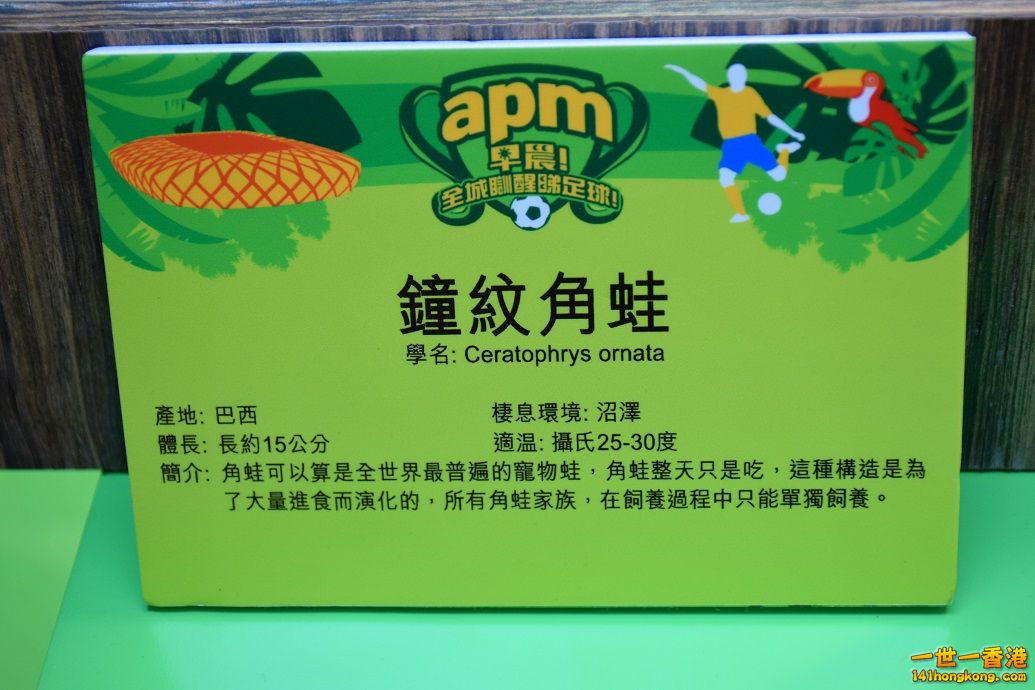 apm
早晨!
全城瞓醒睇足球!
鐘紋角蛙
學名: Ceratophrys ornata
產地: 巴西
棲息環境: 沼澤
體長: 長約15公分
適温: 攝氏25-30度
簡介: 角蛙可以算是全世界最普遍的寵物蛙，角蛙整天只是吃，這種構造是為
了大量進食而演化的，所有角蛙家族，在飼養過程中只能單獨飼養。
一世一香港
141hongkong.com